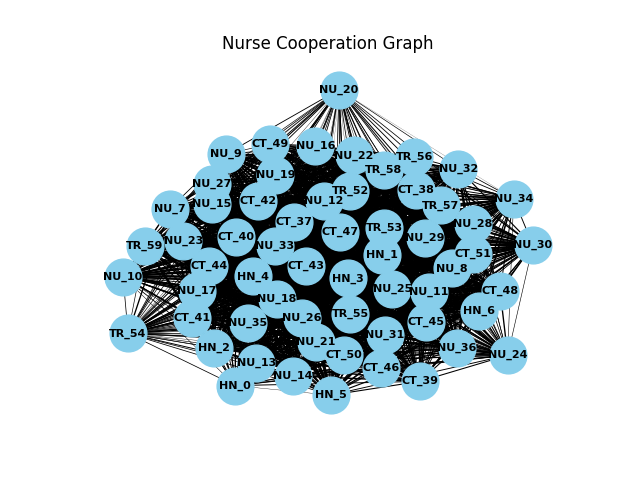 Nurse Cooperation Graph
NU_20
CT_49
NU_16
NU_9
NU_22
TR_56
TR_58
NU_32
NU_19
NU_27
TR_52
CT_38
NU_34
CT_42
NU_12
NU_15
TR_57
NU_7
CT_37
NU_28
TR_53
CT_47
CT_40
NU_29
NU_23
TR_59
NU_33
NU_30
HN_1
CT_51
CT_44
CT_43
NU_8
NU_10
HN_4
HN_3
NU_25
NU_17
NU_11
CT_48
NU_18
HN_6
TR_55
CT_41
NU_26
NU_35
CT_45
TR_54
NU_31
NU_21
HN_2
NU_36
CT_50
NU_24
NU_13
CT_46
NU_14
CT_39
HN_0
HN_5